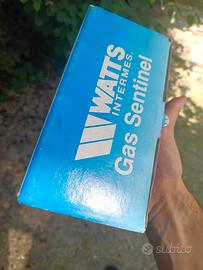 WATTS
INTERMES.
Gas Sentinel
subito